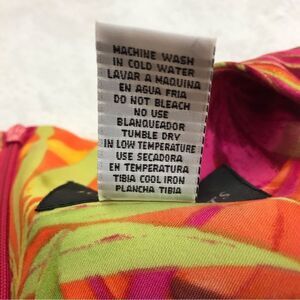 MACHINE WASH
IN COLD WATER
LAVAR A MAQUINA
EN AGUA FRIA
DO NOT BLEACH
NO USE
BLANQUEADOR
TUMBLE DRY
IN LOW TEMPERATURE
USE SECADORA
EN TEMPERATURA
TIBIA COOL IRON
PLANCHA TIBIA